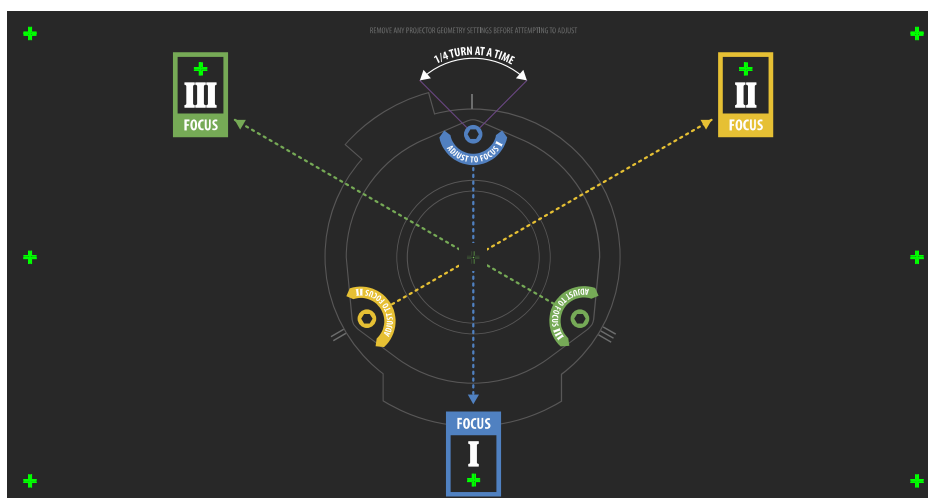 REMOVE ANY PROJECTOR GEOMETRY SETTINGS BEFORE ATTEMPTING TO ADJUST
1/4 TURN AT A TIME
III
FOCUS
II
FOCUS
ADJUST TO FOCUS I
ADJUST TO FOCUS II
ADJUST TO FOCUS III
FOCUS
I